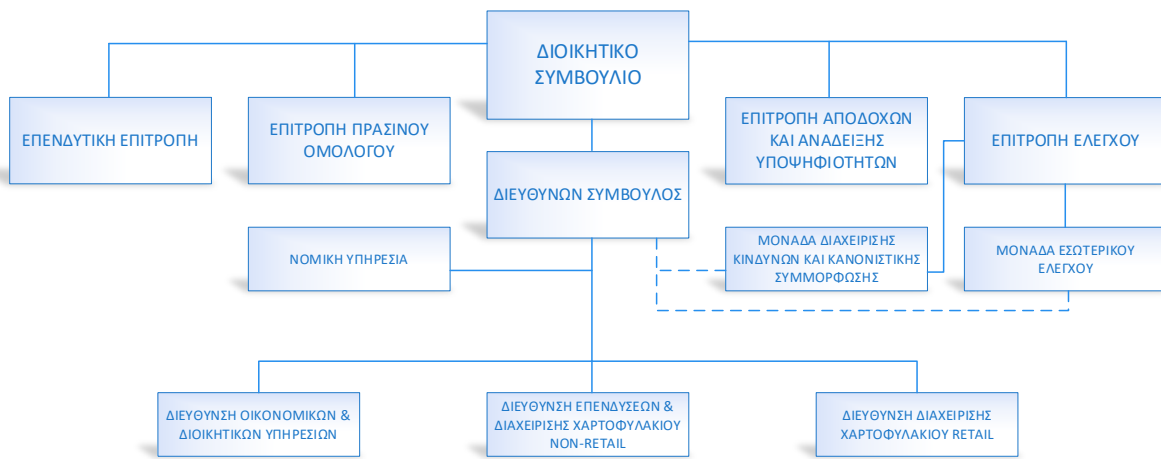 ΔΙΟΙΚΗΤΙΚΟ
ΣΥΜΒΟΥΛΙΟ
ΕΠΕΝΔΥΤΙΚΗ ΕΠΙΤΡΟΠΗ
ΕΠΙΤΡΟΠΗ ΠΡΑΣΙΝΟΥ
ΟΜΟΛΟΓΟΥ
ΕΠΙΤΡΟΠΗ ΑΠΟΔΟΧΩΝ
ΚΑΙ ΑΝΑΔΕΙΞΗΣ
ΥΠΟΨΗΦΙΟΤΗΤΩΝ
ΕΠΙΤΡΟΠΗ ΕΛΕΓΧΟΥ
ΔΙΕΥΘΥΝΩΝ ΣΥΜΒΟΥΛΟΣ
ΝΟΜΙΚΗ ΥΠΗΡΕΣΙΑ
ΜΟΝΑΔΑ ΔΙΑΧΕΙΡΙΣΗΣ
ΚΙΝΔΥΝΩΝ ΚΑΙ ΚΑΝΟΝΙΣΤΙΚΗΣ
ΣΥΜΜΟΡΦΩΣΗΣ
ΜΟΝΑΔΑ ΕΣΩΤΕΡΙΚΟΥ
ΕΛΕΓΧΟΥ
ΔΙΕΥΘΥΝΣΗ ΟΙΚΟΝΟΜΙΚΩΝ &
ΔΙΟΙΚΗΤΙΚΩΝ ΥΠΗΡΕΣΙΩΝ
ΔΙΕΥΘΥΝΣΗ ΕΠΕΝΔΥΣΕΩΝ &
ΔΙΑΧΕΙΡΙΣΗΣ ΧΑΡΤΟΦΥΛΑΚΙΟΥ
NON-RETAIL
ΔΙΕΥΘΥΝΣΗ ΔΙΑΧΕΙΡΙΣΗΣ
ΧΑΡΤΟΦΥΛΑΚΙΟΥ RETAIL